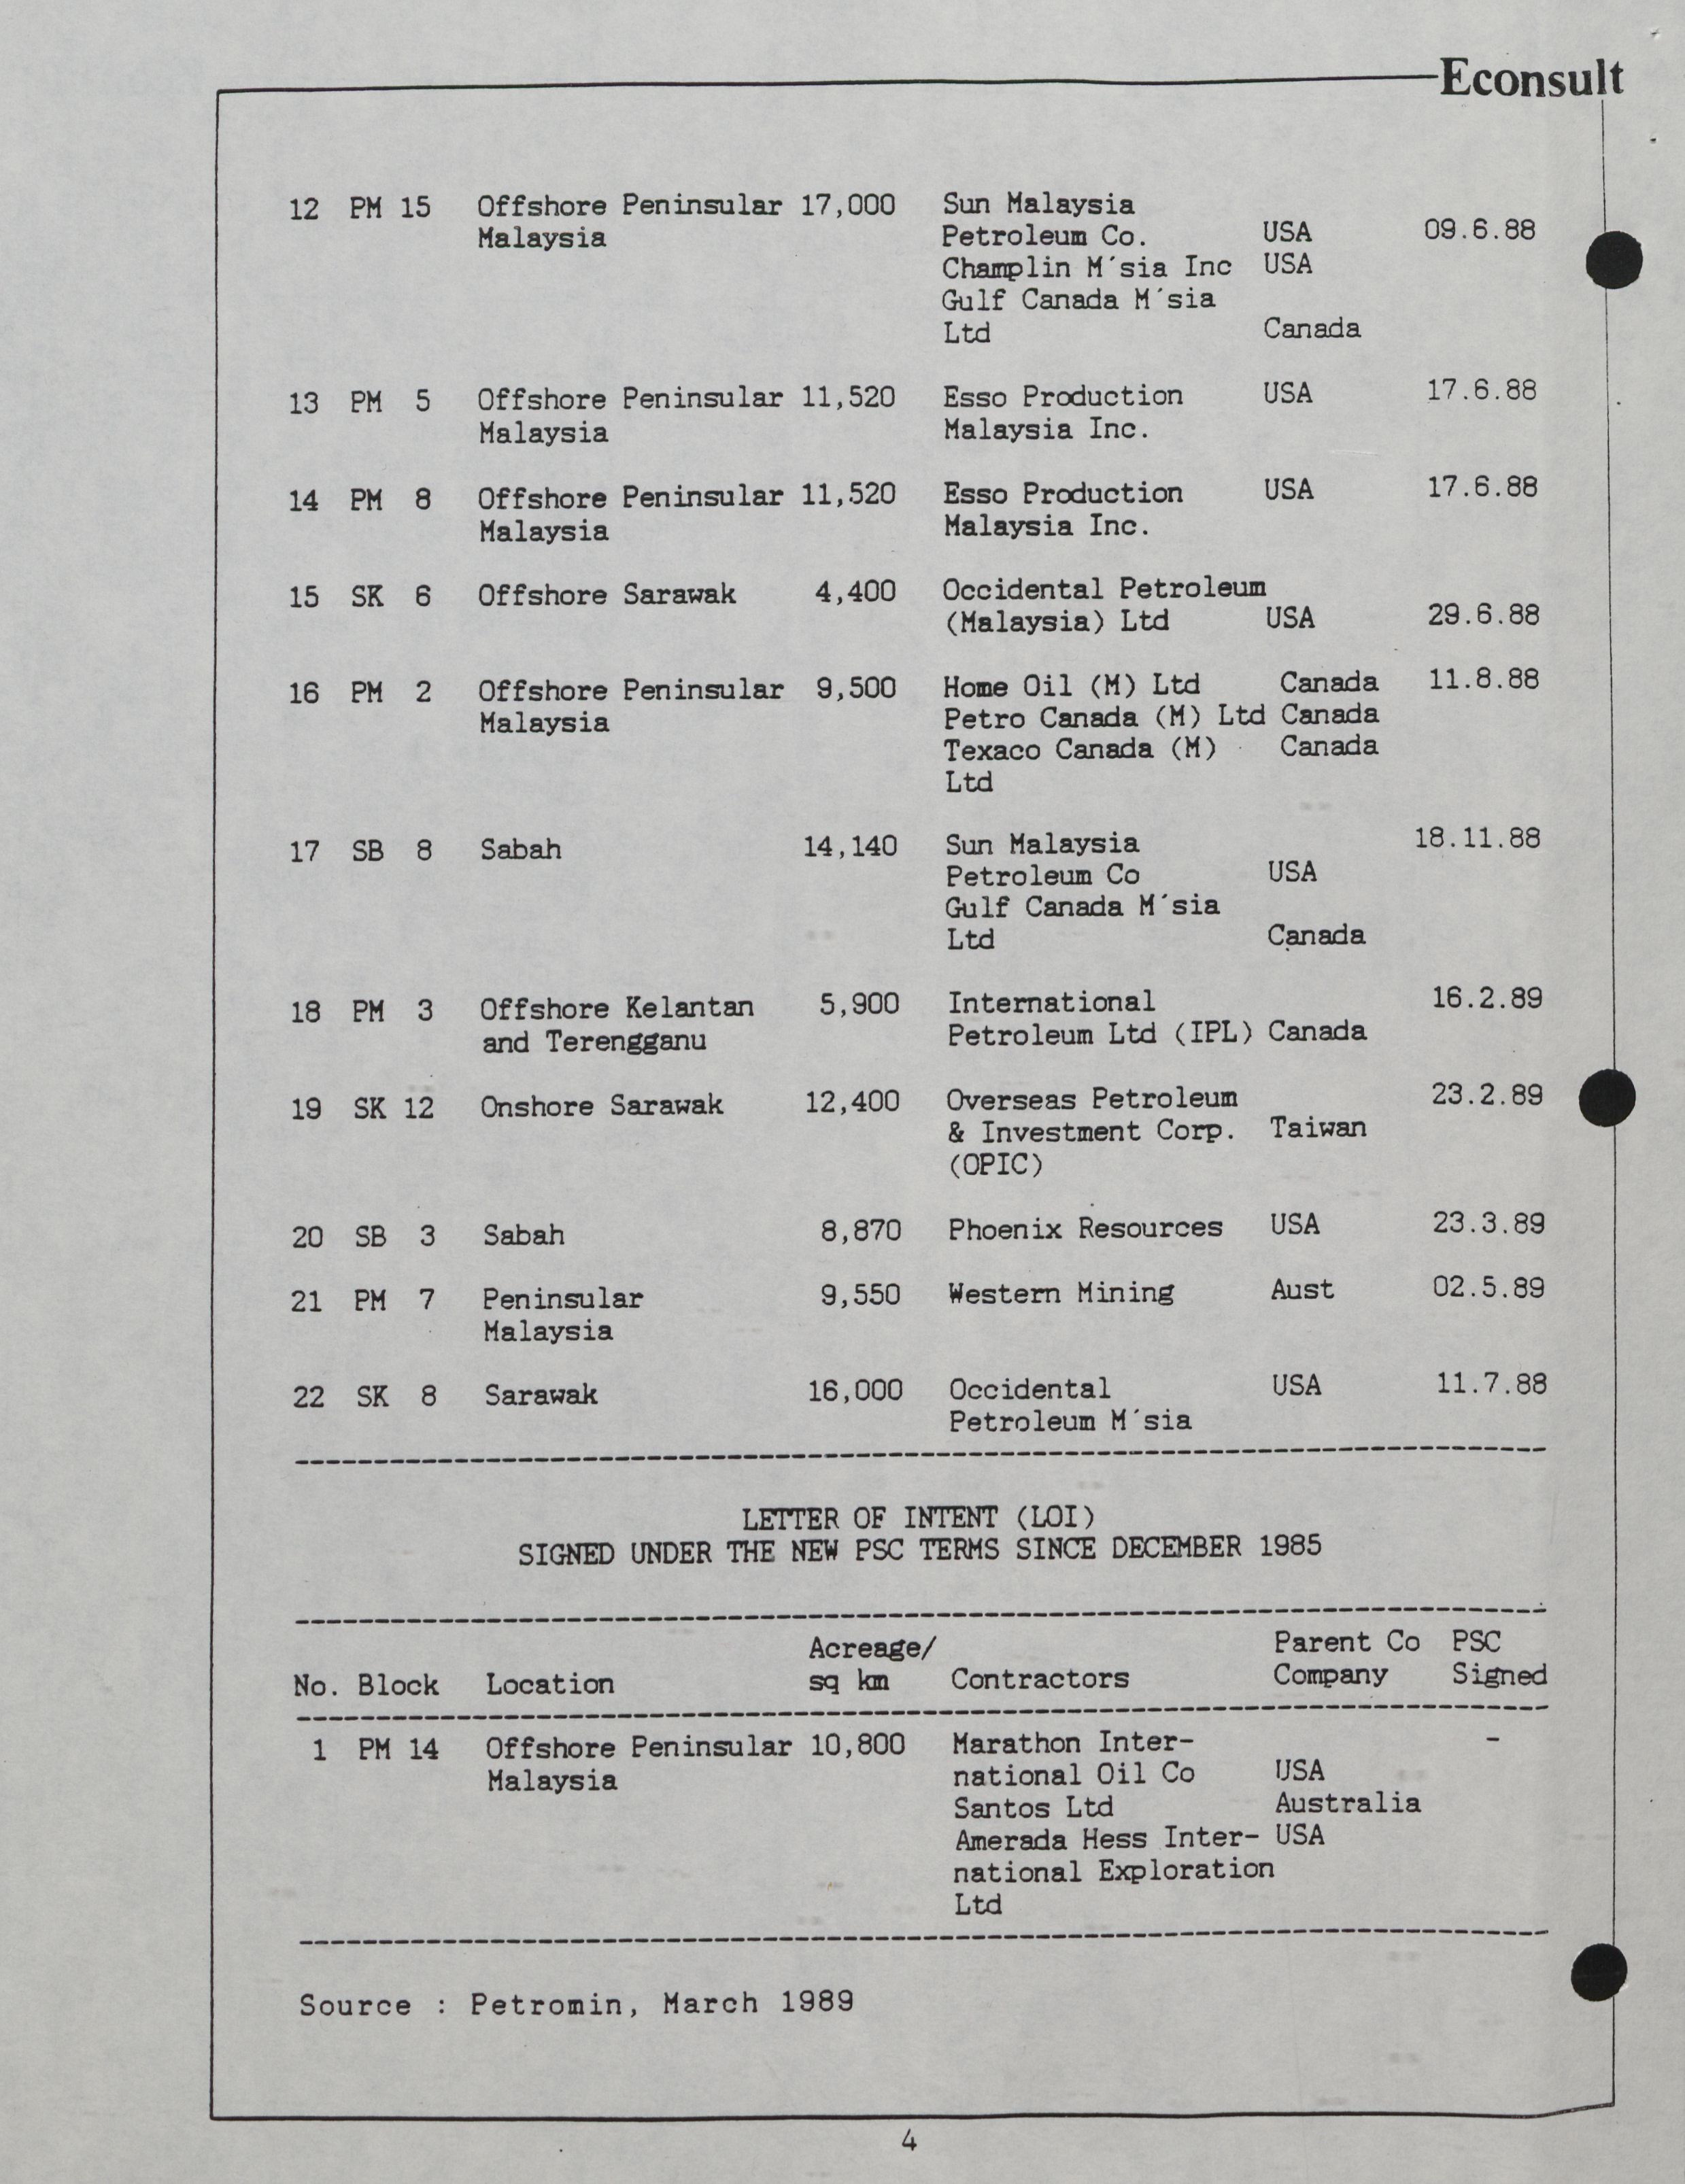 Econsult
12 PM 15 Offshore Peninsular 17,000 Sun Malaysia
Malaysia Petroleum Co. USA 09.6.88
Champlin M´sia Inc USA
Gulf Canada M´sia
Ltd Canada
13 PM 5 Offshore Peninsular 11,520 Esso Production USA 17.6.88
Malaysia Malaysia Inc.
14 PM 8 Offshore Peninsular 11,520 Esso Production USA 17.6.88
Malaysia Malaysia Inc.
15 SK 6 Offshore Sarawak 4,400 Occidental Petroleum
(Malaysia) Ltd USA 29.6.88
16 PM 2 Offshore Peninsular 9,500 Home Oil (M) Ltd Canada 11.8.88
Malaysia Petro Canada (M) Ltd Canada
Texaco Canada (M) Canada
Ltd
17 SB 8 Sabah 14,140 Sun Malaysia 18.11.88
Petroleum Co USA
Gulf Canada M´sia
Ltd Canada
18 PM 3 Offshore Kelantan 5,900 International 16.2.89
and Terengganu Petroleum Ltd (IPL) Canada
19 SK 12 Onshore Sarawak 12,400 Overseas Petroleum 23.2.89
& Investment Corp. Taiwan
(OPIC)
20 SB 3 Sabah 8,870 Phoenix Resources USA 23.3.89
21 PM 7 Peninsular 9,550 Western Mining Aust 02.5.89
Malaysia
22 SK 8 Sarawak 16,000 Occidental USA 11.7.88
Petroleum M´sia
LETTER OF INTENT (LOI)
SIGNED UNDER THE NEW PSC TERMS SINCE DECEMBER 1985
Acreage/ Parent Co PSC
No. Block Location sq km Contractors Company Signed
1 PM 14 Offshore Peninsular 10,800 Marathon Inter- -
Malaysia national Oil Co USA
Santos Ltd Australia
Amerada Hess Inter- USA
national Exploration
Ltd
Source : Petromin, March 1989
4